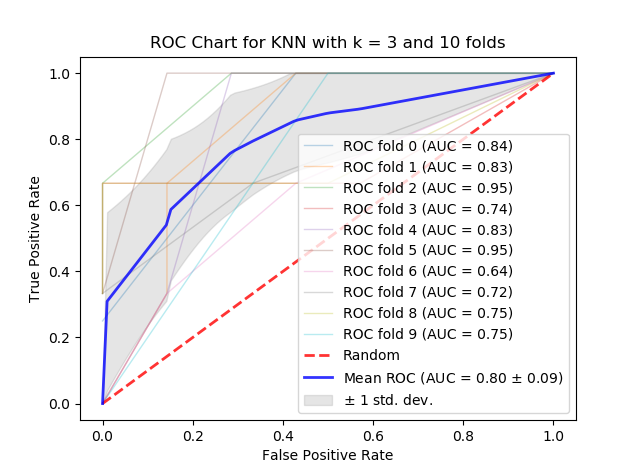 ROC Chart for KNN with k = 3 and 10 folds
True Positive Rate
1.0
0.8
0.6
0.4
0.2
0.0
ROC fold 0 (AUC = 0.84)
ROC fold 1 (AUC = 0.83)
ROC fold 2 (AUC = 0.95)
ROC fold 3 (AUC = 0.74)
ROC fold 4 (AUC = 0.83)
ROC fold 5 (AUC = 0.95)
ROC fold 6 (AUC = 0.64)
ROC fold 7 (AUC = 0.72)
ROC fold 8 (AUC = 0.75)
ROC fold 9 (AUC = 0.75)
Random
Mean ROC (AUC = 0.80 ± 0.09)
± 1 std. dev.
0.0 0.2 0.4 0.6 0.8 1.0
False Positive Rate